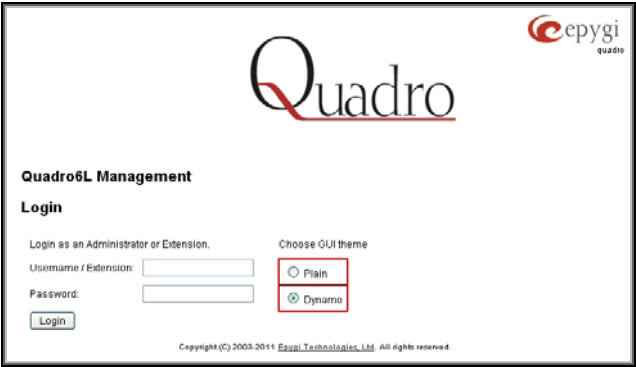 epygi
quadro
Quadro
Quadro6L Management
Login
Login as an Administrator or Extension.
Choose GUI theme
Username / Extension:
Plain
Password:
Dynamo
Login
Copyright (C) 2003-2011 Epygi Technologies, Ltd. All rights reserved.